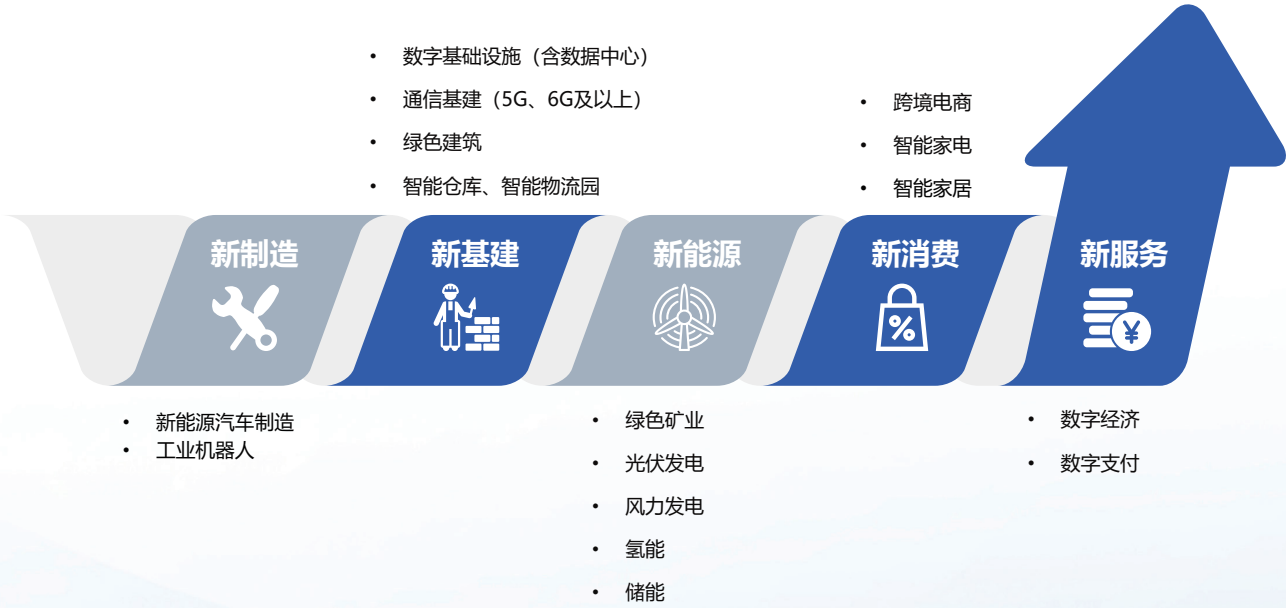 • 数字基础设施（含数据中心）
• 通信基建（5G、6G及以上）
• 绿色建筑
• 智能仓库、智能物流园
• 跨境电商
• 智能家电
• 智能家居
新制造
新基建
新能源
新消费
新服务
%
¥
• 新能源汽车制造
• 工业机器人
• 绿色矿业
• 光伏发电
• 风力发电
• 氢能
• 储能
• 数字经济
• 数字支付